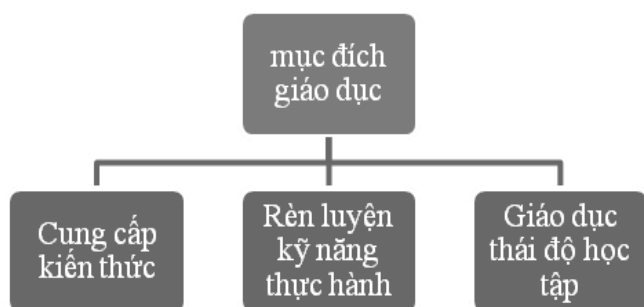 mục đích
giáo dục
Cung cấp
kiến thức
Rèn luyện
kỹ năng
thực hành
Giáo dục
thái độ học
tập